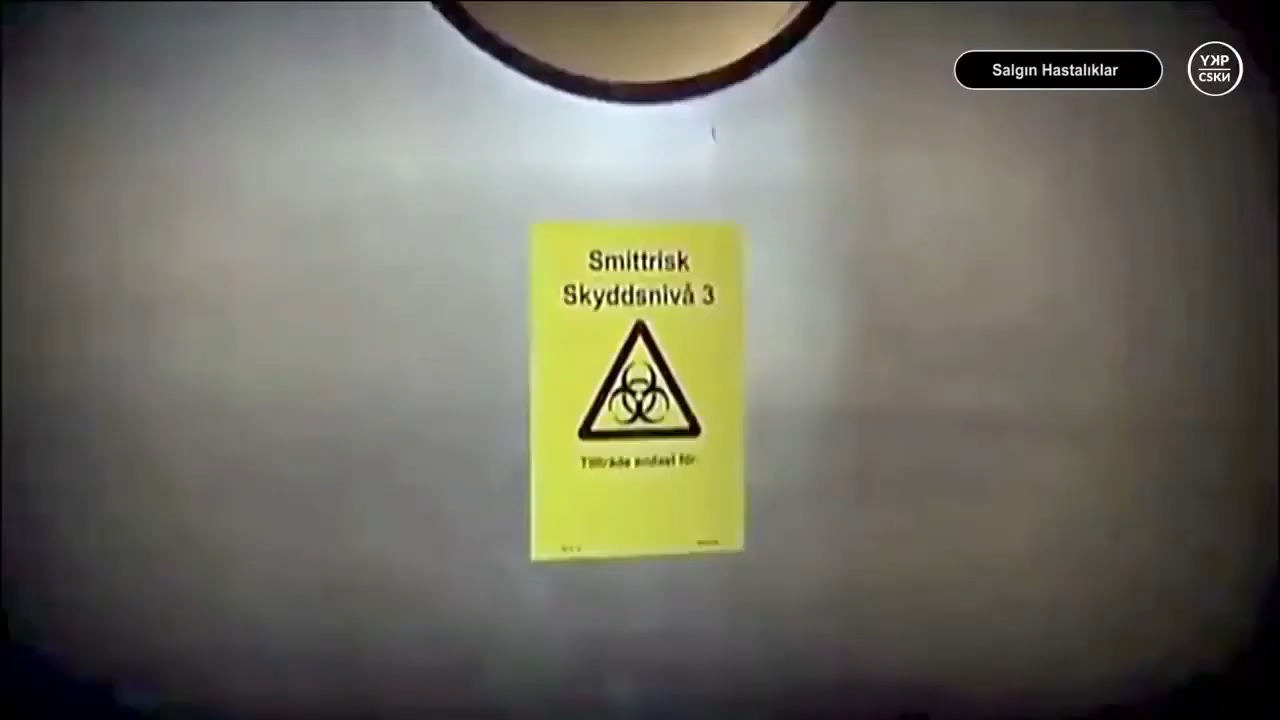 Salgın Hastalıklar
Smittrisk
Skyddsnivå 3
Tillträde endast för: